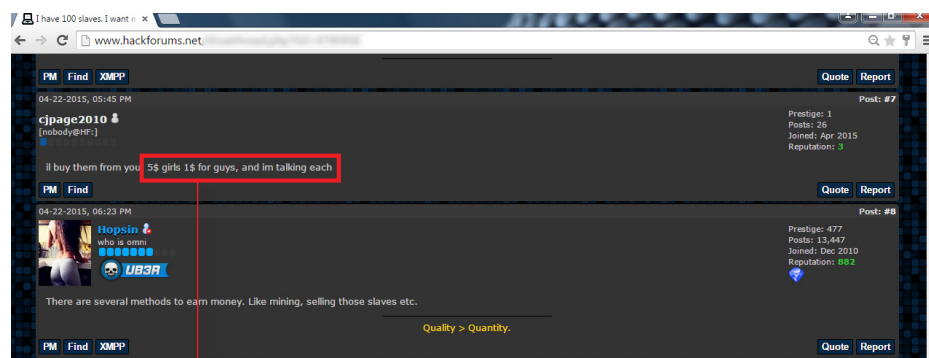 I have 100 slaves. I want n
www.hackforums.net
PM Find XMPP Quote Report
04-22-2015, 05:45 PM Post: #7
cjpage2010
[nobody@HF:]
Prestige: 1
Posts: 26
Joined: Apr 2015
Reputation: 3
il buy them from you 5$ girls 1$ for guys, and im talking each
PM Find Quote Report
04-22-2015, 06:23 PM Post: #8
Hopsin
who is omni
UB3R
Prestige: 477
Posts: 13,447
Joined: Dec 2010
Reputation: 882
There are several methods to earn money. Like mining, selling those slaves etc.
Quality > Quantity.
PM Find XMPP Quote Report